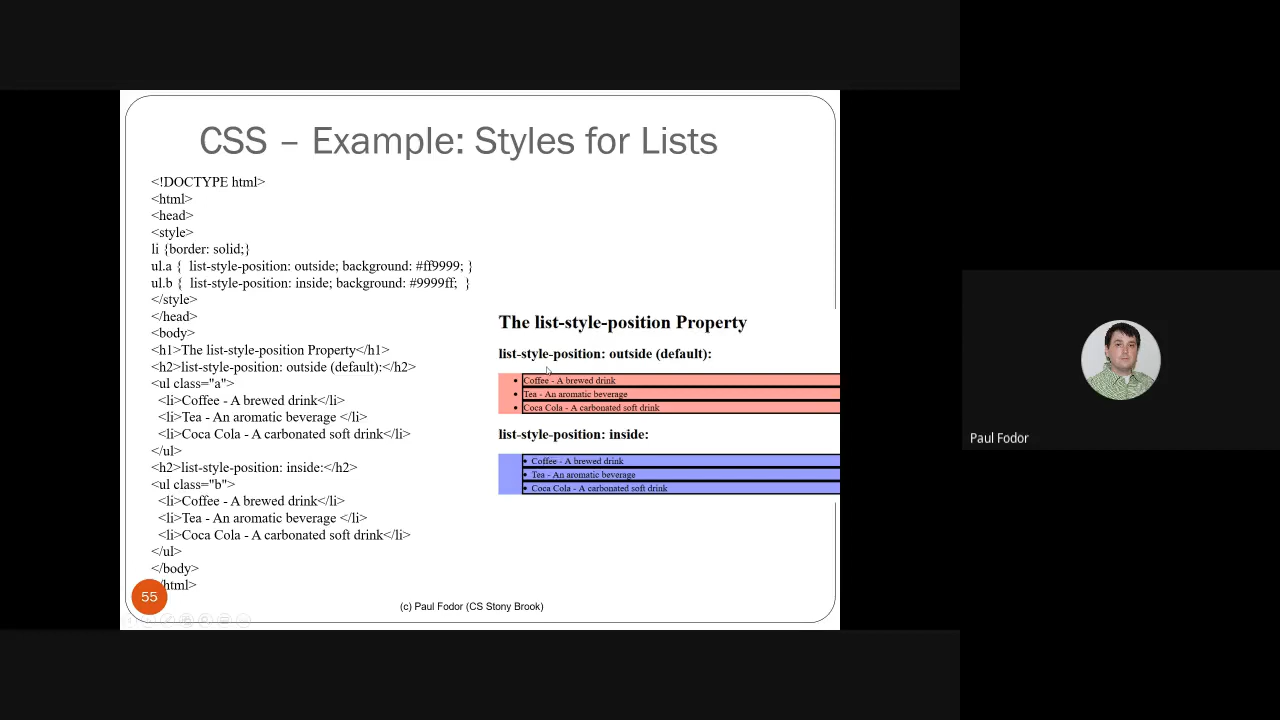 CSS – Example: Styles for Lists
<!DOCTYPE html>
<html>
<head>
<style>
li {border: solid;}
ul.a {  list-style-position: outside; background: #ff9999; }
ul.b {  list-style-position: inside; background: #9999ff;  }
</style>
</head>
<body>
<h1>The list-style-position Property</h1>
<h2>list-style-position: outside (default):</h2>
<ul class="a">
  <li>Coffee - A brewed drink</li>
  <li>Tea - An aromatic beverage </li>
  <li>Coca Cola - A carbonated soft drink</li>
</ul>
<h2>list-style-position: inside:</h2>
<ul class="b">
  <li>Coffee - A brewed drink</li>
  <li>Tea - An aromatic beverage </li>
  <li>Coca Cola - A carbonated soft drink</li>
</ul>
</body>
/html>
The list-style-position Property
list-style-position: outside (default):
• Coffee - A brewed drink
• Tea - An aromatic beverage
• Coca Cola - A carbonated soft drink
list-style-position: inside:
• Coffee - A brewed drink
• Tea - An aromatic beverage
• Coca Cola - A carbonated soft drink
55
(c) Paul Fodor (CS Stony Brook)
Paul Fodor